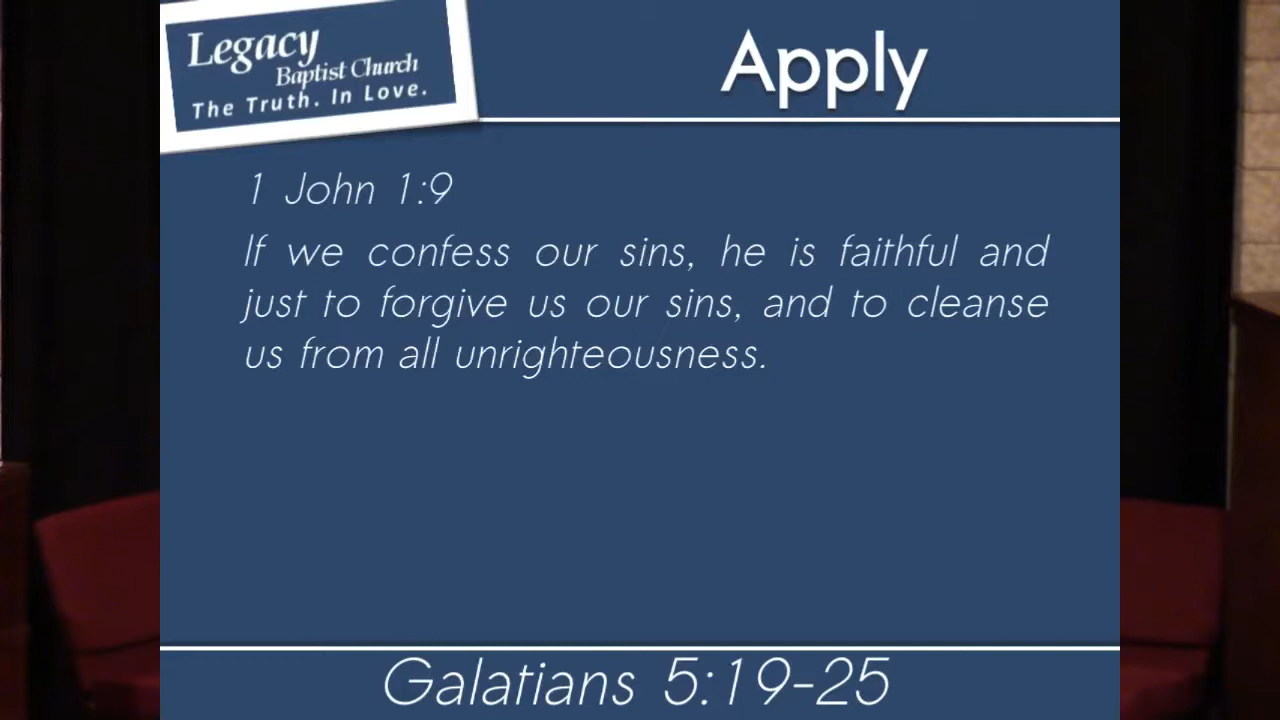 Legacy
Baptist Church
The Truth. In Love.
Apply
1 John 1:9
If we confess our sins, he is faithful and
just to forgive us our sins, and to cleanse
us from all unrighteousness.
Galatians 5:19-25